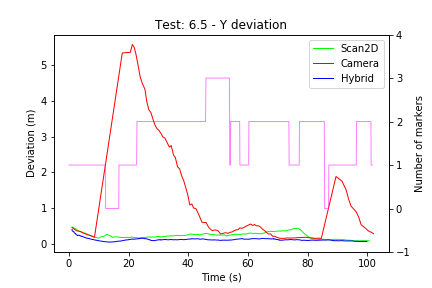 Test: 6.5 - Y deviation
Scan2D
Camera
Hybrid
Deviation (m)
5
4
3
2
1
0
Number of markers
4
3
2
1
0
−1
0
20
40
60
80
100
Time (s)